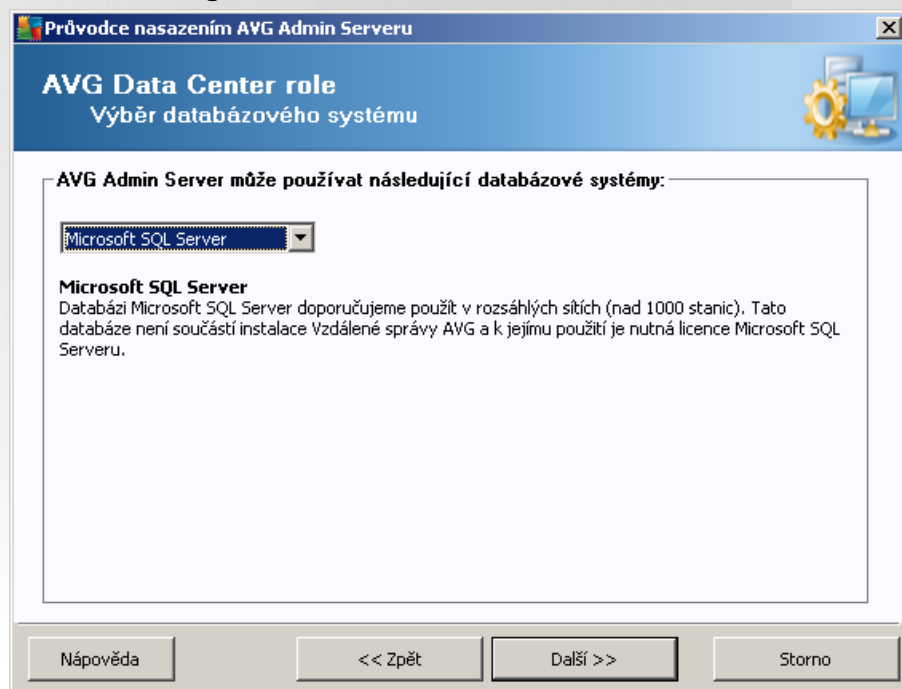 Průvodce nasazením AVG Admin Serveru
AVG Data Center role
Výběr databázového systému
AVG Admin Server může používat následující databázové systémy:
Microsoft SQL Server
Microsoft SQL Server
Databázi Microsoft SQL Server doporučujeme použít v rozsáhlých sítích (nad 1000 stanic). Tato
databáze není součástí instalace Vzdálené správy AVG a k jejímu použití je nutná licence Microsoft SQL
Serveru.
Nápověda
<< Zpět
Další >>
Storno